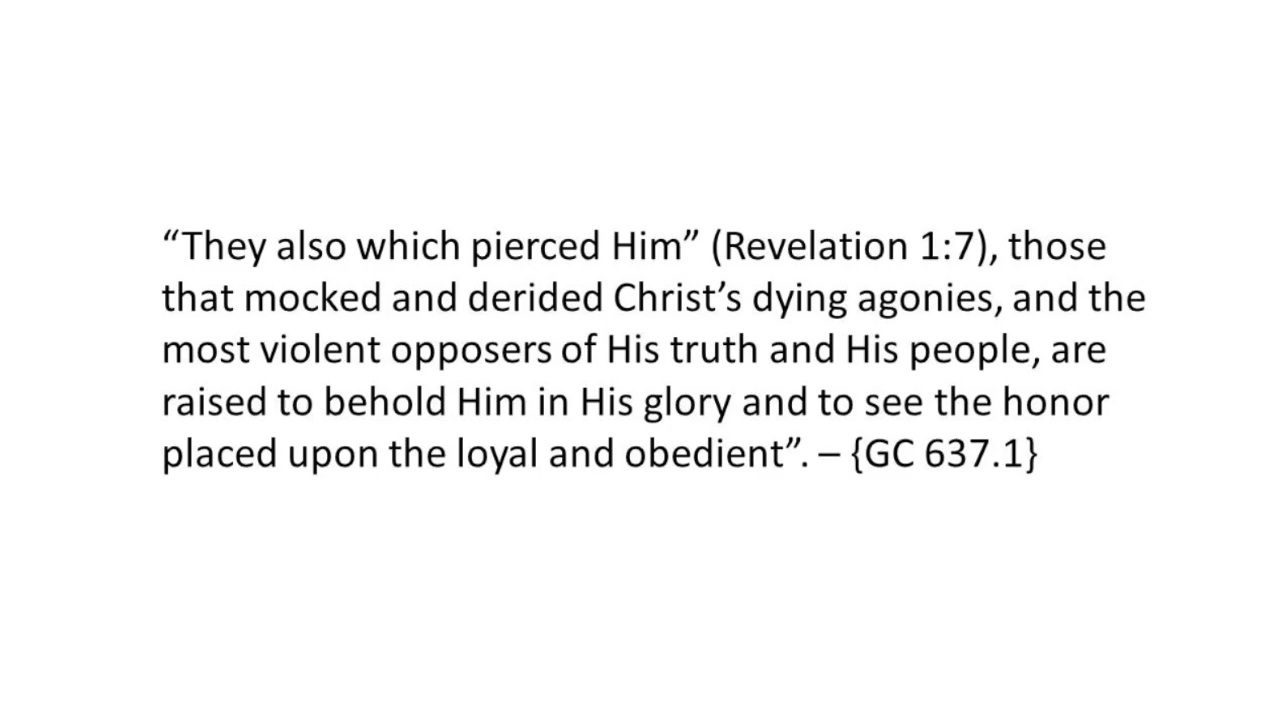 “They also which pierced Him” (Revelation 1:7), those
that mocked and derided Christ’s dying agonies, and the
most violent opposers of His truth and His people, are
raised to behold Him in His glory and to see the honor
placed upon the loyal and obedient”. – {GC 637.1}